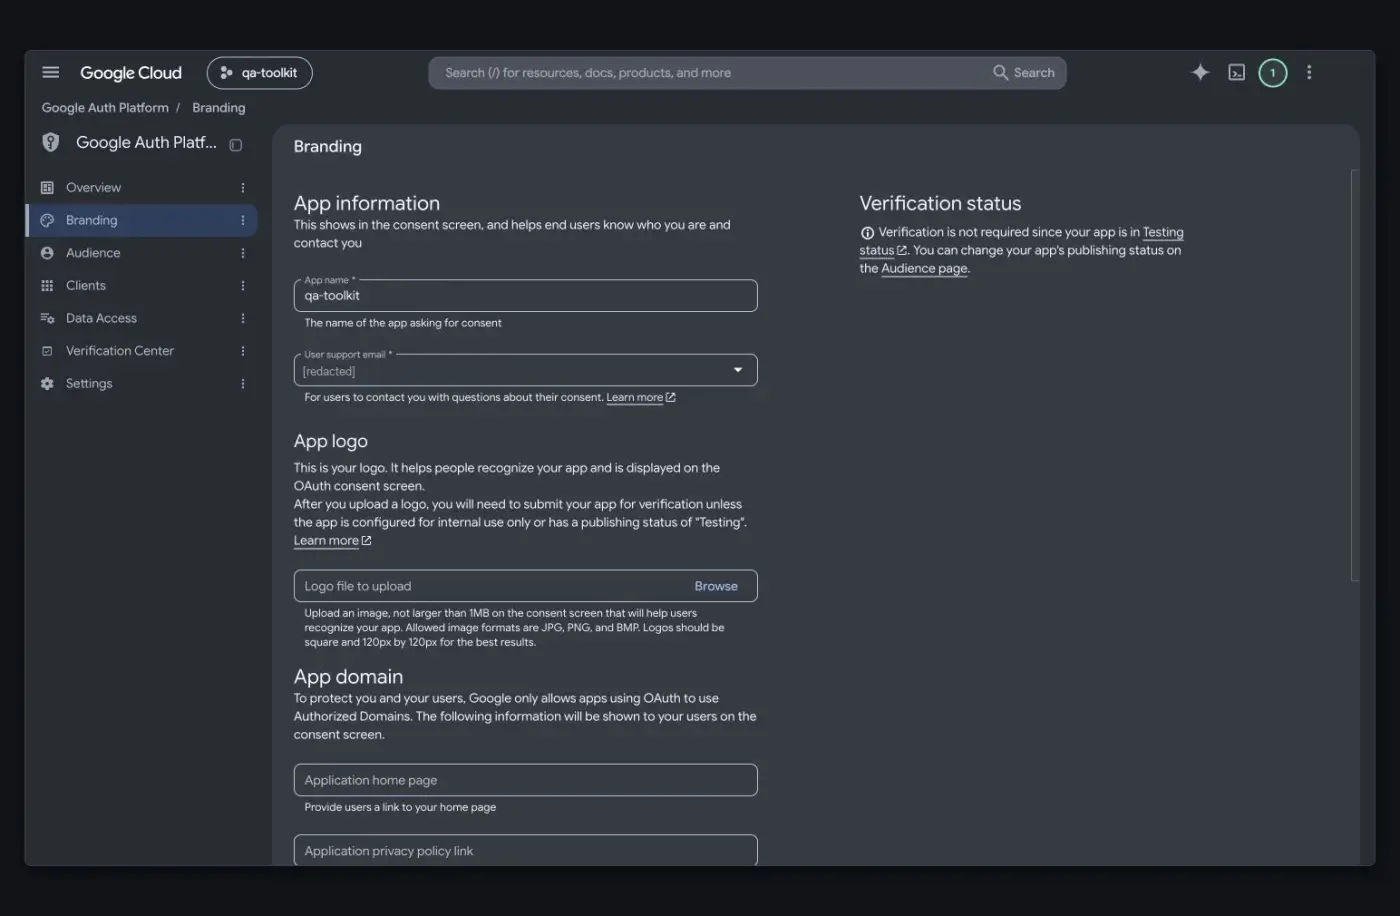 Google Cloud
qa-toolkit
Search (/) for resources, docs, products, and more
Search
1
Google Auth Platform / Branding
Google Auth Platf...
Overview
Branding
Audience
Clients
Data Access
Verification Center
Settings
Branding
App information
This shows in the consent screen, and helps end users know who you are and
contact you
App name *
qa-toolkit
The name of the app asking for consent
User support email *
[redacted]
For users to contact you with questions about their consent. Learn more
App logo
This is your logo. It helps people recognize your app and is displayed on the
OAuth consent screen.
After you upload a logo, you will need to submit your app for verification unless
the app is configured for internal use only or has a publishing status of "Testing".
Learn more
Logo file to upload
Browse
Upload an image, not larger than 1MB on the consent screen that will help users
recognize your app. Allowed image formats are JPG, PNG, and BMP. Logos should be
square and 120px by 120px for the best results.
App domain
To protect you and your users, Google only allows apps using OAuth to use
Authorized Domains. The following information will be shown to your users on the
consent screen.
Application home page
Provide users a link to your home page
Application privacy policy link
Verification status
Verification is not required since your app is in Testing
status. You can change your app's publishing status on
the Audience page.